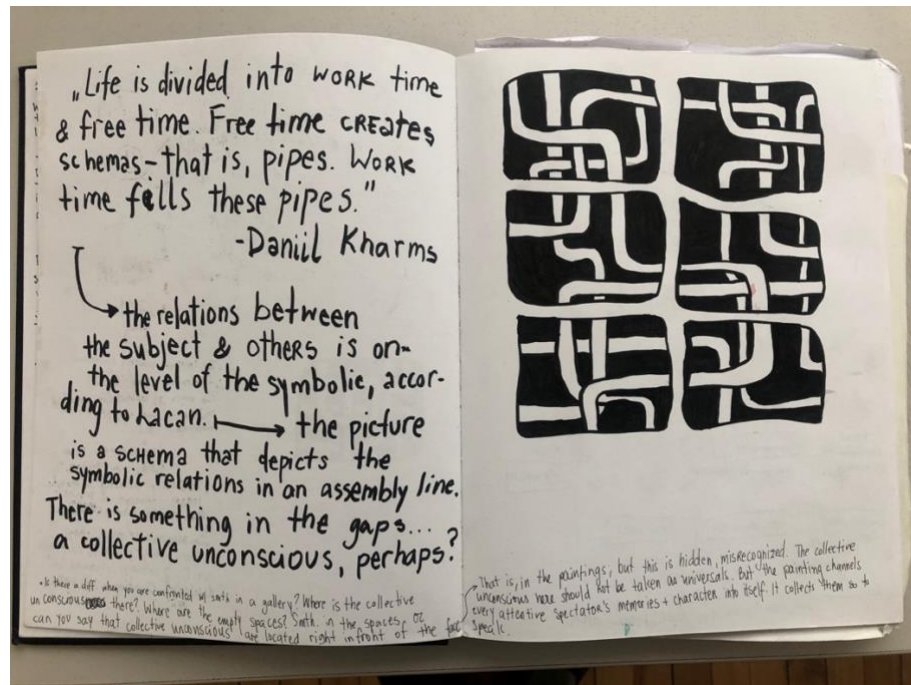 „Life is divided into WORK time
& free time. Free time CREATES
schemas-that is, pipes. WORK
time fills these pipes."
-Daniil Kharms
the relations between
the subject & others is on-
the level of the symbolic, accor-
ding to Lacan. the picture
is a schema that depicts the
symbolic relations in an assembly line.
There is something in the gaps...
a collective unconscious, perhaps?
•Is there a diff when you are confronted w/ smth in a gallery? Where is the collective
unconscious there? Where are the empty spaces? Smth. in the spaces, or
can you say that collective unconscious are located right infront of the
That is, in the paintings, but this is hidden, misrecognized. The collective
unconscious here should not be taken as universals. But the painting channels
every attentive spectator's memories + character into itself. It collects them so to
speak.